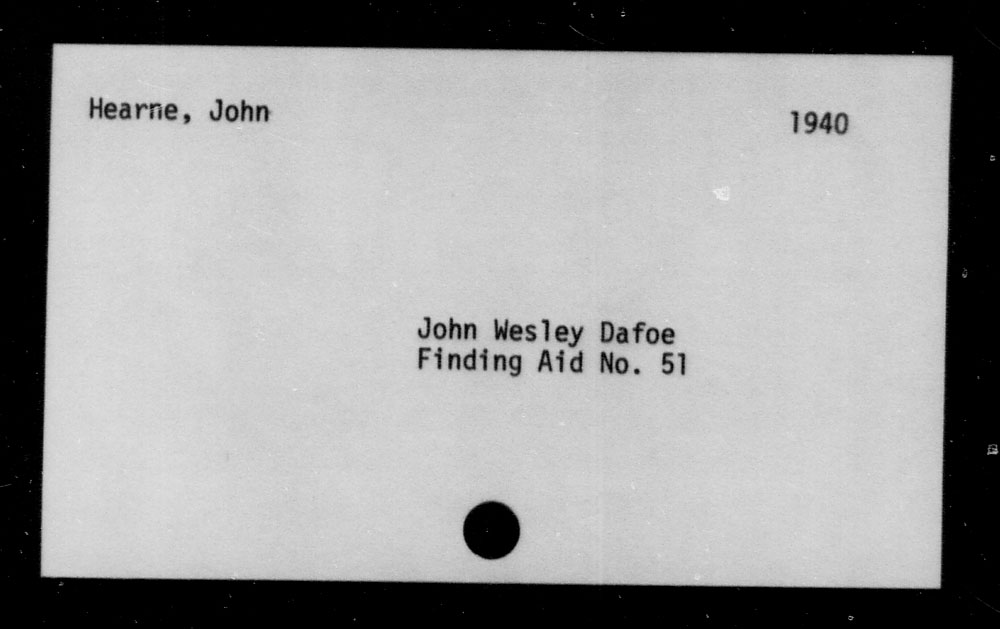 Hearne, John 1940
John Wesley Dafoe
Finding Aid No. 51